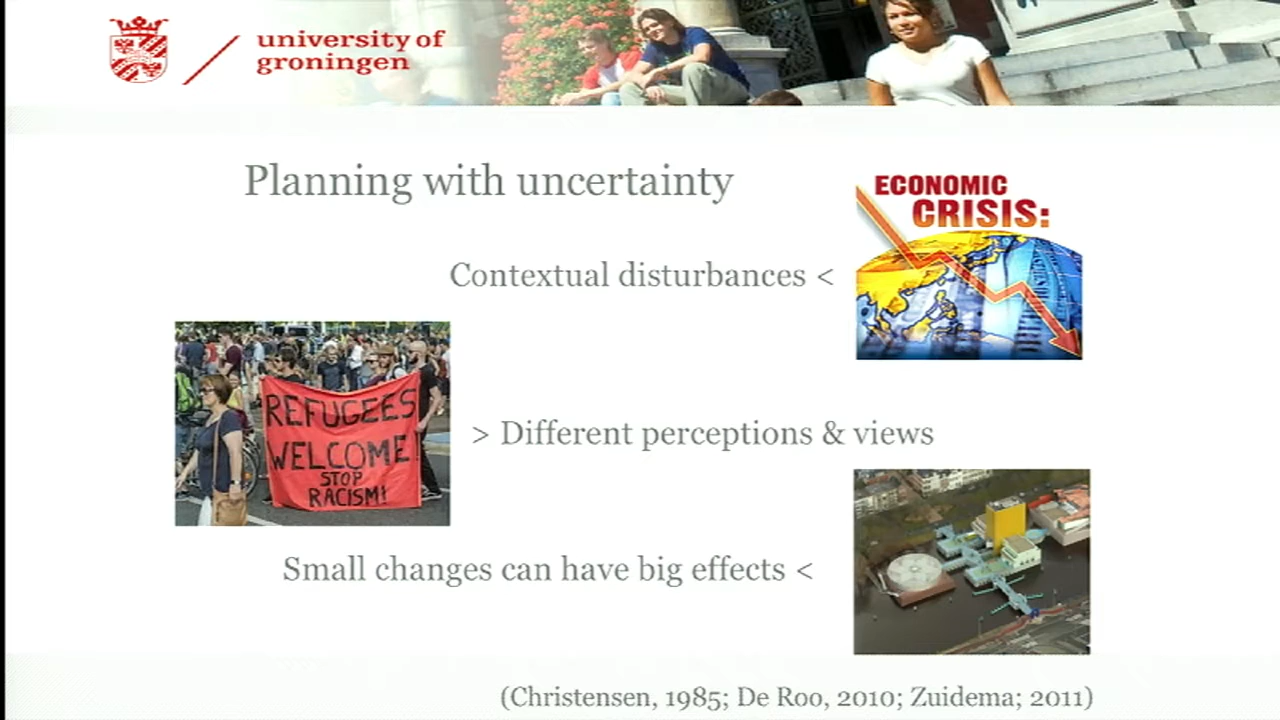 university of
groningen
Planning with uncertainty
ECONOMIC
CRISIS:
Contextual disturbances <
REFUGEES
WELCOME!
STOP
RACISM!
> Different perceptions & views
Small changes can have big effects <
(Christensen, 1985; De Roo, 2010; Zuidema; 2011)